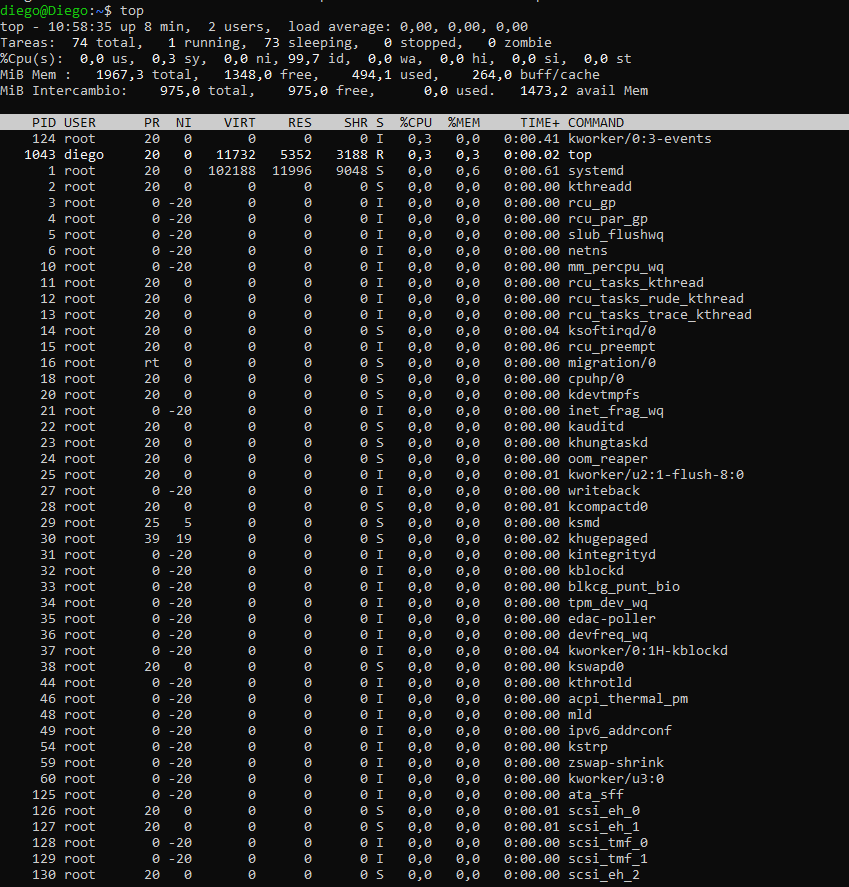 diego@Diego:~$ top
top - 10:58:35 up 8 min,  2 users,  load average: 0,00, 0,00, 0,00
Tareas:  74 total,   1 running,  73 sleeping,   0 stopped,   0 zombie
%Cpu(s):  0,0 us,  0,3 sy,  0,0 ni, 99,7 id,  0,0 wa,  0,0 hi,  0,0 si,  0,0 st
MiB Mem :   1967,3 total,   1348,0 free,    494,1 used,    264,0 buff/cache
MiB Intercambio:    975,0 total,    975,0 free,      0,0 used.   1473,2 avail Mem
PID USER      PR  NI    VIRT    RES    SHR S  %CPU  %MEM     TIME+ COMMAND
124 root      20   0       0      0      0 I   0,3   0,0   0:00.41 kworker/0:3-events
1043 diego     20   0   11732   5352   3188 R   0,3   0,3   0:00.02 top
1 root      20   0  102188  11996   9048 S   0,0   0,6   0:00.61 systemd
2 root      20   0       0      0      0 S   0,0   0,0   0:00.00 kthreadd
3 root       0 -20       0      0      0 I   0,0   0,0   0:00.00 rcu_gp
4 root       0 -20       0      0      0 I   0,0   0,0   0:00.00 rcu_par_gp
5 root       0 -20       0      0      0 I   0,0   0,0   0:00.00 slub_flushwq
6 root       0 -20       0      0      0 I   0,0   0,0   0:00.00 netns
10 root       0 -20       0      0      0 I   0,0   0,0   0:00.00 mm_percpu_wq
11 root      20   0       0      0      0 I   0,0   0,0   0:00.00 rcu_tasks_kthread
12 root      20   0       0      0      0 I   0,0   0,0   0:00.00 rcu_tasks_rude_kthread
13 root      20   0       0      0      0 I   0,0   0,0   0:00.00 rcu_tasks_trace_kthread
14 root      20   0       0      0      0 S   0,0   0,0   0:00.04 ksoftirqd/0
15 root      20   0       0      0      0 I   0,0   0,0   0:00.06 rcu_preempt
16 root      rt   0       0      0      0 S   0,0   0,0   0:00.00 migration/0
18 root      20   0       0      0      0 S   0,0   0,0   0:00.00 cpuhp/0
20 root      20   0       0      0      0 S   0,0   0,0   0:00.00 kdevtmpfs
21 root       0 -20       0      0      0 I   0,0   0,0   0:00.00 inet_frag_wq
22 root      20   0       0      0      0 S   0,0   0,0   0:00.00 kauditd
23 root      20   0       0      0      0 S   0,0   0,0   0:00.00 khungtaskd
24 root      20   0       0      0      0 S   0,0   0,0   0:00.00 oom_reaper
25 root      20   0       0      0      0 I   0,0   0,0   0:00.01 kworker/u2:1-flush-8:0
27 root       0 -20       0      0      0 I   0,0   0,0   0:00.00 writeback
28 root      20   0       0      0      0 S   0,0   0,0   0:00.01 kcompactd0
29 root      25   5       0      0      0 S   0,0   0,0   0:00.00 ksmd
30 root      39  19       0      0      0 S   0,0   0,0   0:00.02 khugepaged
31 root       0 -20       0      0      0 I   0,0   0,0   0:00.00 kintegrityd
32 root       0 -20       0      0      0 I   0,0   0,0   0:00.00 kblockd
33 root       0 -20       0      0      0 I   0,0   0,0   0:00.00 blkcg_punt_bio
34 root       0 -20       0      0      0 I   0,0   0,0   0:00.00 tpm_dev_wq
35 root       0 -20       0      0      0 I   0,0   0,0   0:00.00 edac-poller
36 root       0 -20       0      0      0 I   0,0   0,0   0:00.00 devfreq_wq
37 root       0 -20       0      0      0 I   0,0   0,0   0:00.04 kworker/0:1H-kblockd
38 root      20   0       0      0      0 S   0,0   0,0   0:00.00 kswapd0
44 root       0 -20       0      0      0 I   0,0   0,0   0:00.00 kthrotld
46 root       0 -20       0      0      0 I   0,0   0,0   0:00.00 acpi_thermal_pm
48 root       0 -20       0      0      0 I   0,0   0,0   0:00.00 mld
49 root       0 -20       0      0      0 I   0,0   0,0   0:00.00 ipv6_addrconf
54 root       0 -20       0      0      0 I   0,0   0,0   0:00.00 kstrp
59 root       0 -20       0      0      0 I   0,0   0,0   0:00.00 zswap-shrink
60 root       0 -20       0      0      0 I   0,0   0,0   0:00.00 kworker/u3:0
125 root       0 -20       0      0      0 I   0,0   0,0   0:00.00 ata_sff
126 root      20   0       0      0      0 S   0,0   0,0   0:00.01 scsi_eh_0
127 root      20   0       0      0      0 S   0,0   0,0   0:00.01 scsi_eh_1
128 root       0 -20       0      0      0 I   0,0   0,0   0:00.00 scsi_tmf_0
129 root       0 -20       0      0      0 I   0,0   0,0   0:00.00 scsi_tmf_1
130 root      20   0       0      0      0 S   0,0   0,0   0:00.00 scsi_eh_2